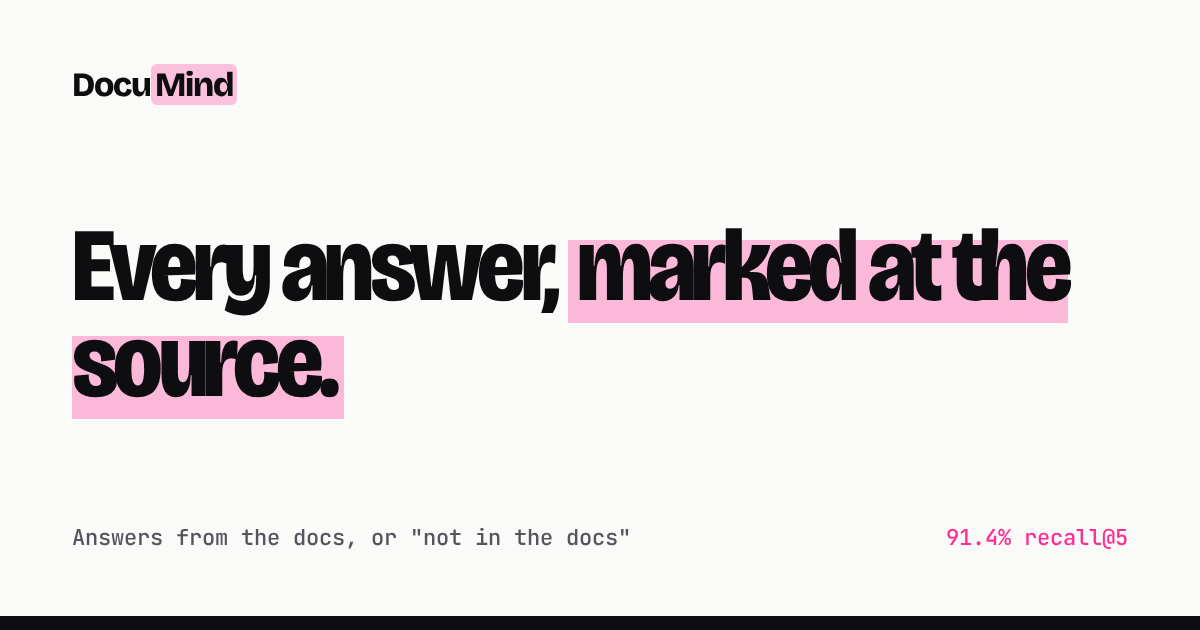 DocuMind
Every answer, marked at the
source.
Answers from the docs, or "not in the docs"
91.4% recall@5